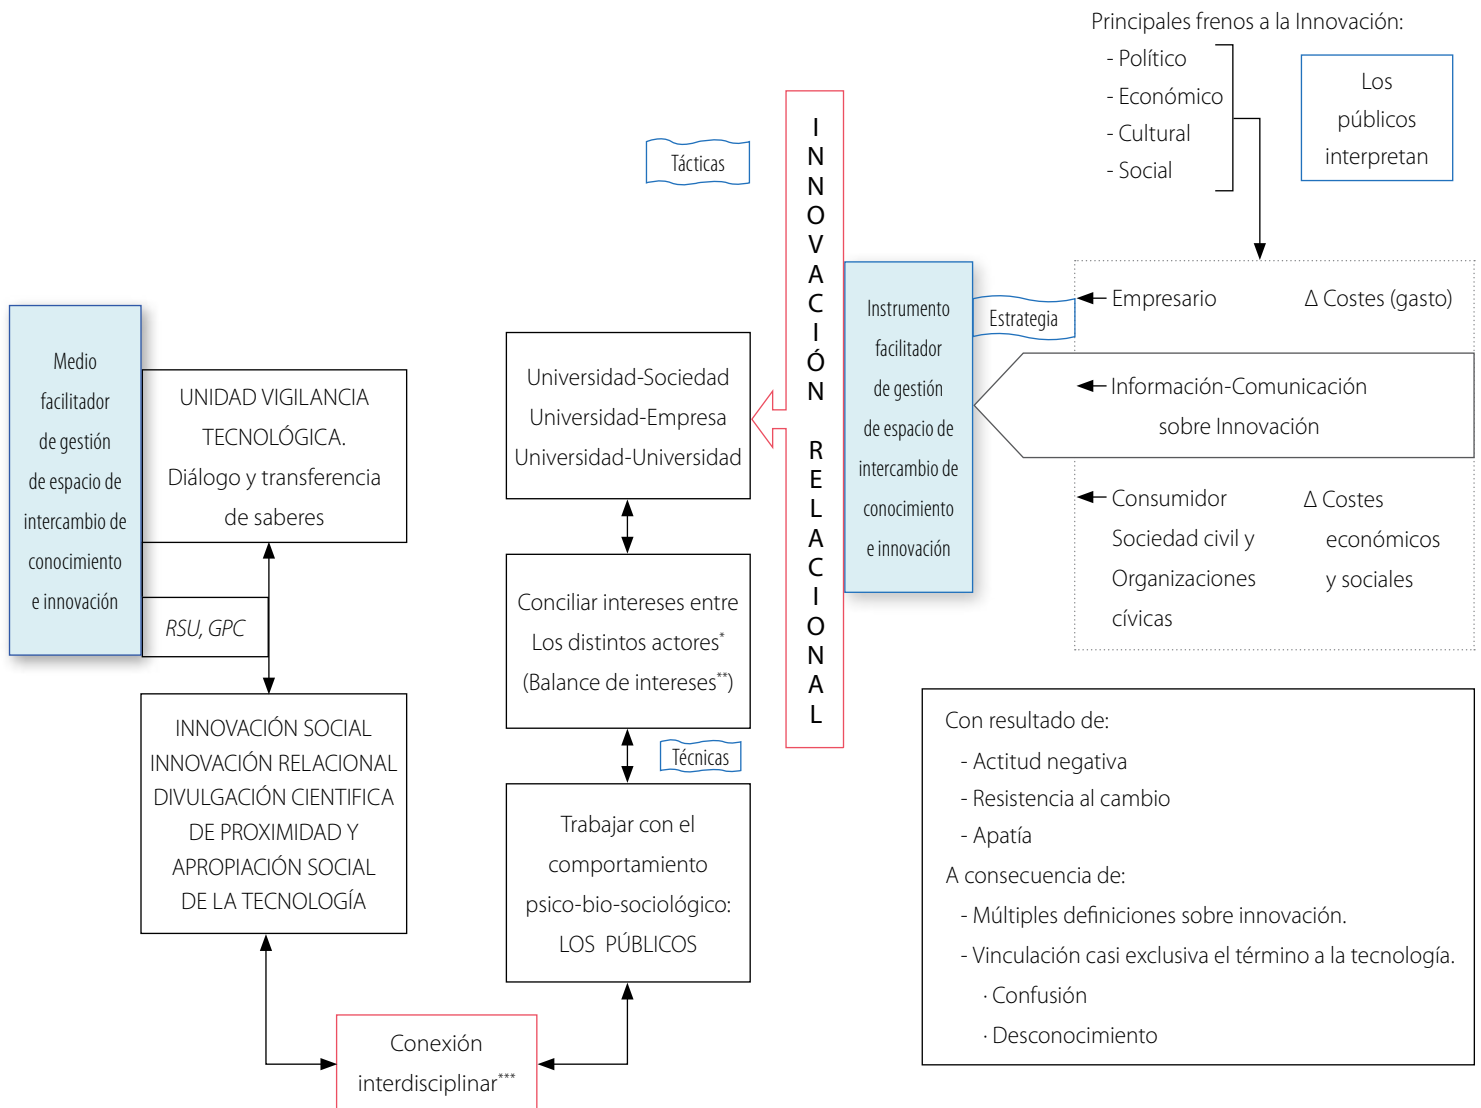 Principales frenos a la Innovación:
- Político
- Económico
- Cultural
- Social
Los
públicos
interpretan
Tácticas
INNOVACIÓN RELACIONAL
Instrumento
facilitador
de gestión
de espacio de
intercambio de
conocimiento
e innovación
Estrategia
Empresario Δ Costes (gasto)
Información-Comunicación
sobre Innovación
Consumidor
Sociedad civil y
Organizaciones
cívicas
Δ Costes
económicos
y sociales
Medio
facilitador
de gestión
de espacio de
intercambio de
conocimiento
e innovación
UNIDAD VIGILANCIA
TECNOLÓGICA.
Diálogo y transferencia
de saberes
RSU, GPC
INNOVACIÓN SOCIAL
INNOVACIÓN RELACIONAL
DIVULGACIÓN CIENTIFICA
DE PROXIMIDAD Y
APROPIACIÓN SOCIAL
DE LA TECNOLOGÍA
Universidad-Sociedad
Universidad-Empresa
Universidad-Universidad
Conciliar intereses entre
Los distintos actores*
(Balance de intereses**)
Técnicas
Trabajar con el
comportamiento
psico-bio-sociológico:
LOS PÚBLICOS
Conexión
interdisciplinar***
Con resultado de:
- Actitud negativa
- Resistencia al cambio
- Apatía
A consecuencia de:
- Múltiples definiciones sobre innovación.
- Vinculación casi exclusiva el término a la tecnología.
· Confusión
· Desconocimiento